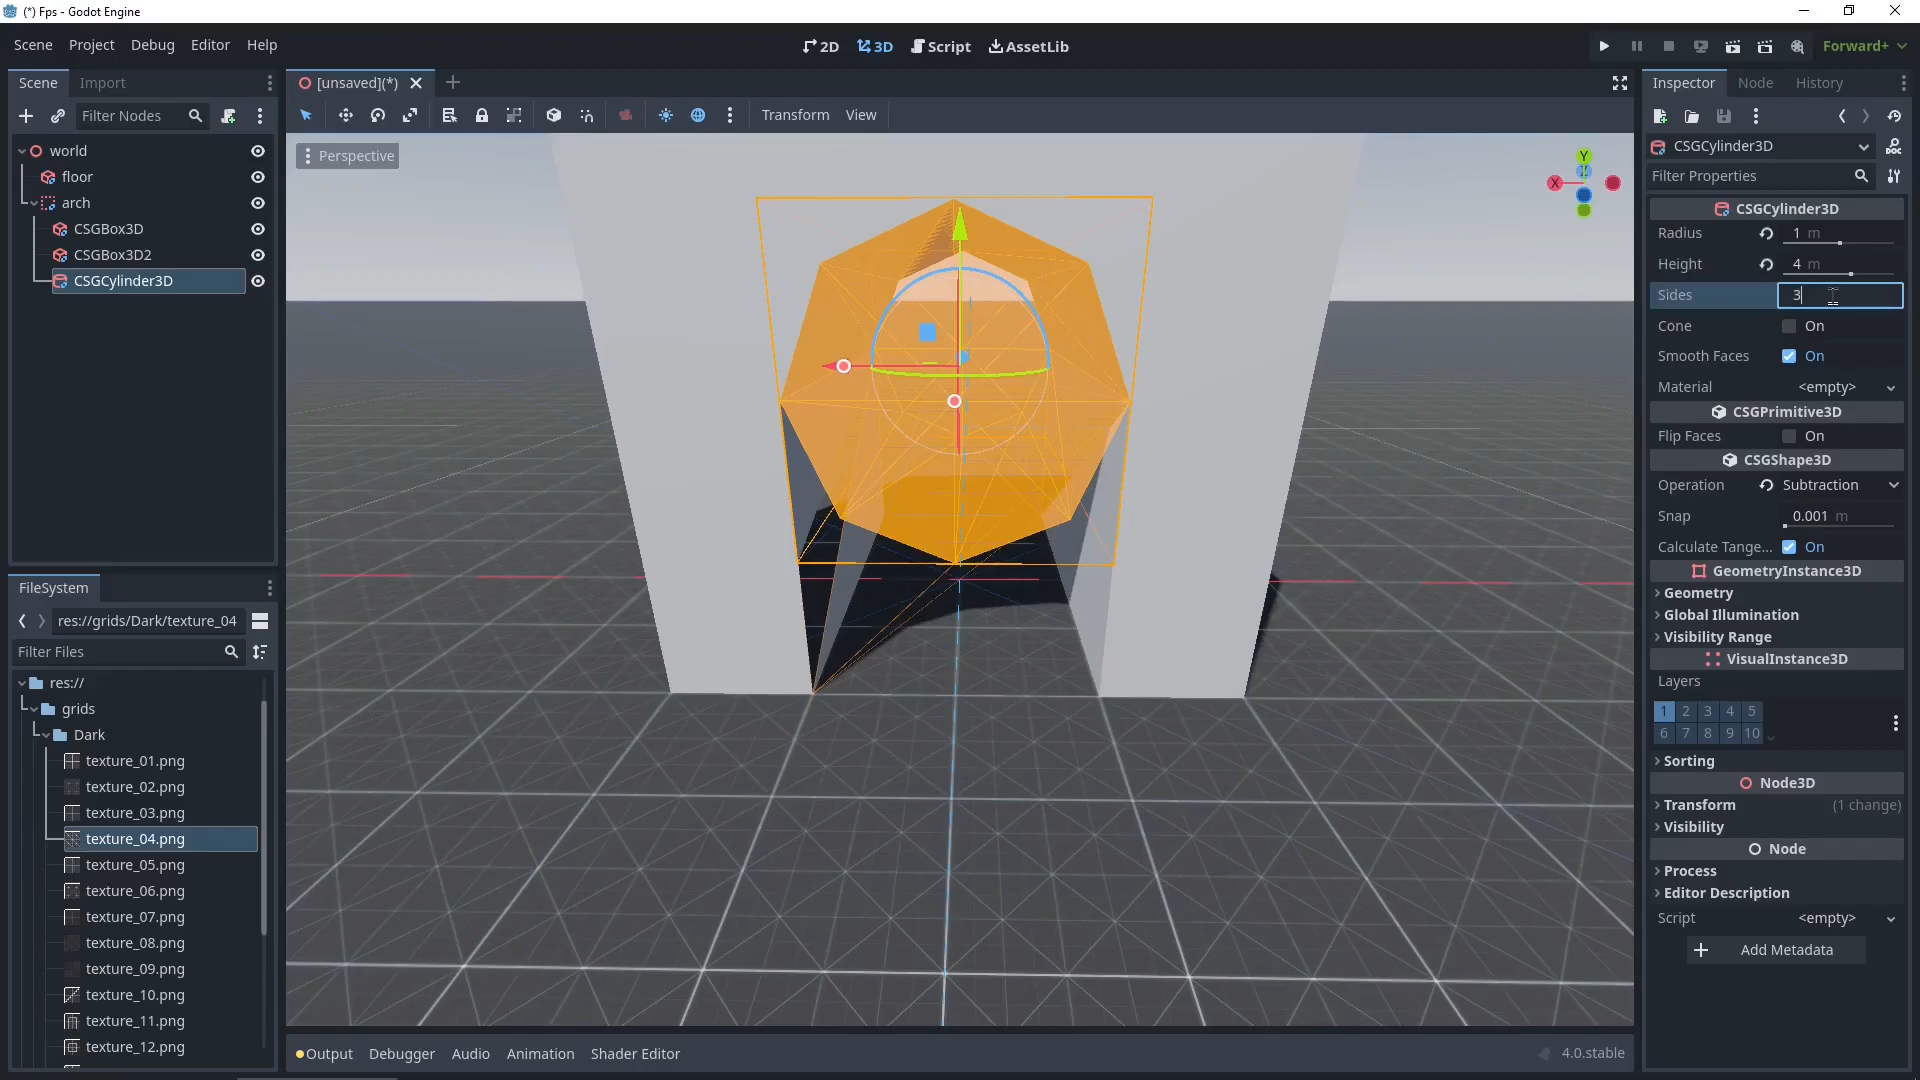 (*) Fps - Godot Engine
Scene Project Debug Editor Help
2D 3D Script AssetLib
Forward+
Scene Import
Filter Nodes
world
floor
arch
CSGBox3D
CSGBox3D2
CSGCylinder3D
FileSystem
res://grids/Dark/texture_04
Filter Files
res://
grids
Dark
texture_01.png
texture_02.png
texture_03.png
texture_04.png
texture_05.png
texture_06.png
texture_07.png
texture_08.png
texture_09.png
texture_10.png
texture_11.png
texture_12.png
[unsaved](*)
Transform View
Perspective
Y
Z
X
Output Debugger Audio Animation Shader Editor
4.0.stable
Inspector Node History
CSGCylinder3D
Filter Properties
CSGCylinder3D
Radius 1 m
Height 4 m
Sides 3
Cone On
Smooth Faces On
Material <empty>
CSGPrimitive3D
Flip Faces On
CSGShape3D
Operation Subtraction
Snap 0.001 m
Calculate Tange... On
GeometryInstance3D
Geometry
Global Illumination
Visibility Range
VisualInstance3D
Layers
1 2 3 4 5
6 7 8 9 10
Sorting
Node3D
Transform (1 change)
Visibility
Node
Process
Editor Description
Script <empty>
Add Metadata